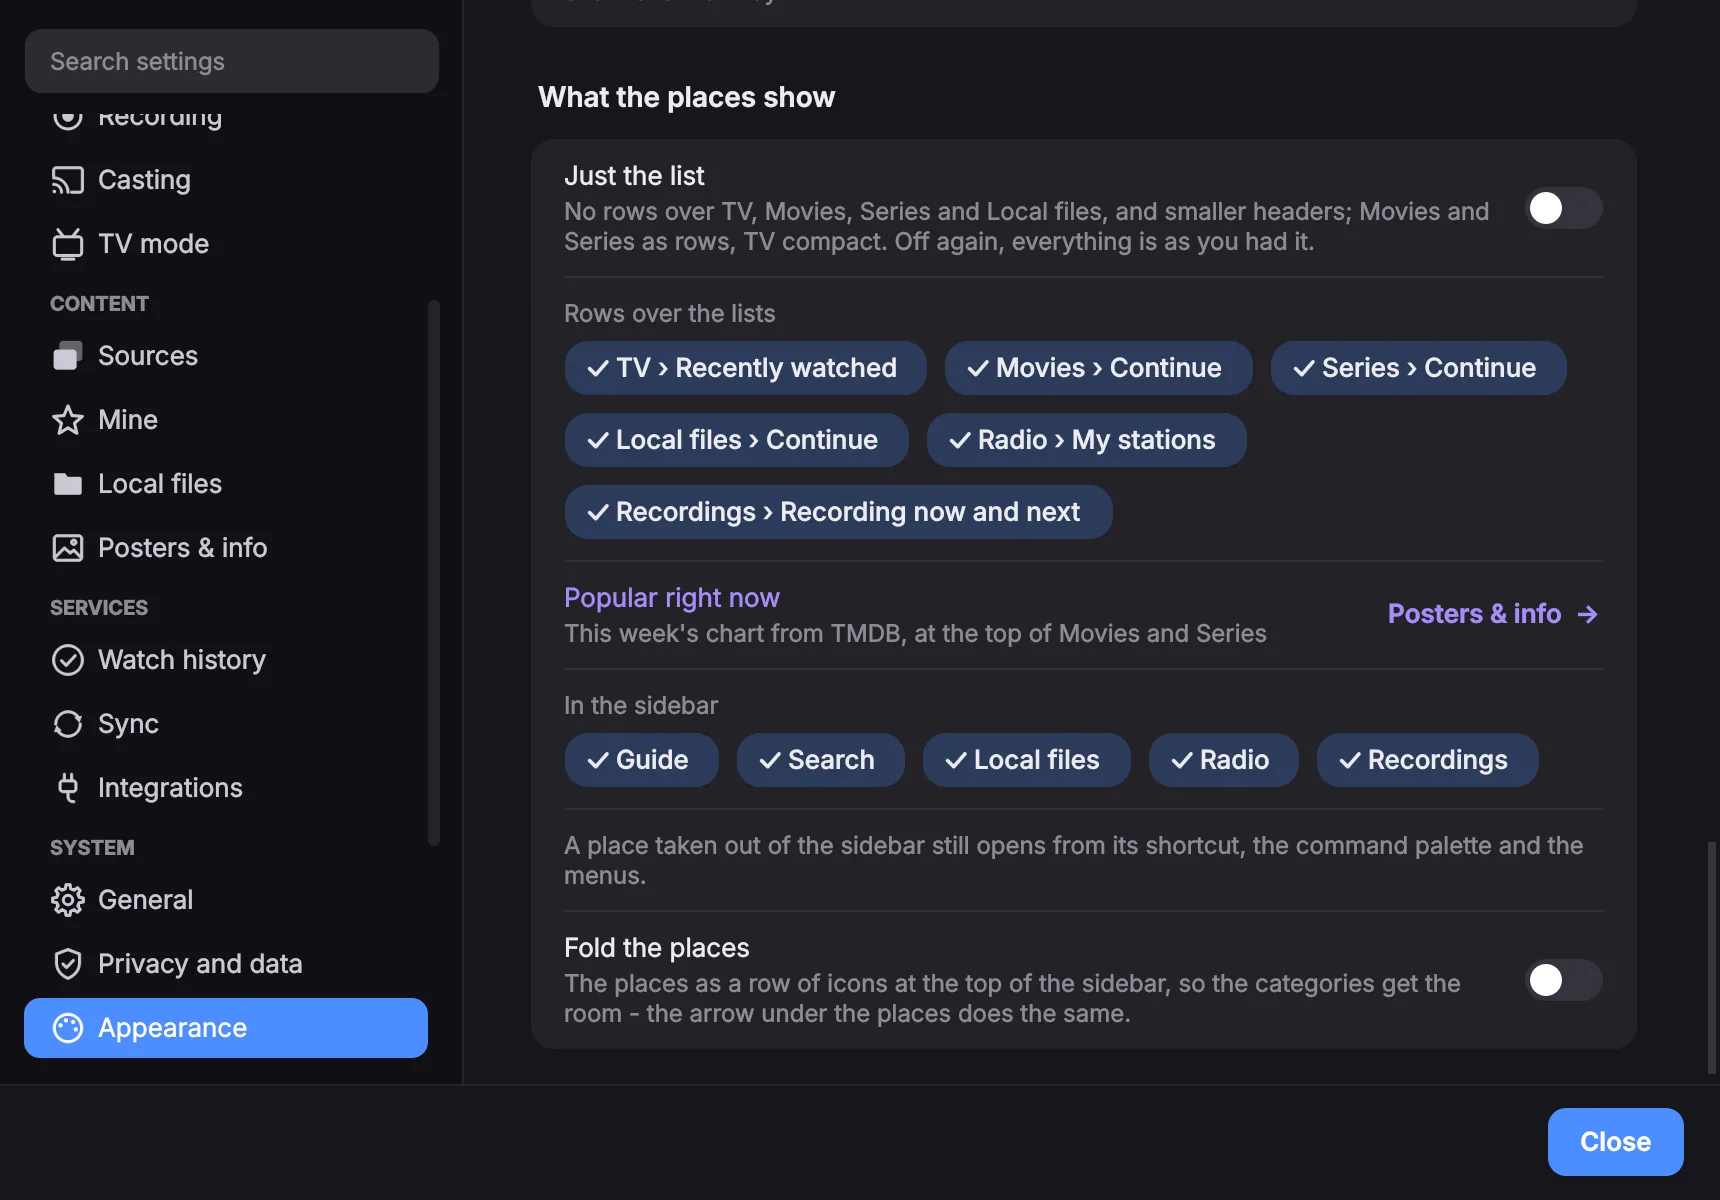 Search settings
Recording
Casting
TV mode
CONTENT
Sources
Mine
Local files
Posters & info
SERVICES
Watch history
Sync
Integrations
SYSTEM
General
Privacy and data
Appearance
What the places show
Just the list
No rows over TV, Movies, Series and Local files, and smaller headers; Movies and
Series as rows, TV compact. Off again, everything is as you had it.
Rows over the lists
✓ TV › Recently watched
✓ Movies › Continue
✓ Series › Continue
✓ Local files › Continue
✓ Radio › My stations
✓ Recordings › Recording now and next
Popular right now
This week's chart from TMDB, at the top of Movies and Series
Posters & info →
In the sidebar
✓ Guide
✓ Search
✓ Local files
✓ Radio
✓ Recordings
A place taken out of the sidebar still opens from its shortcut, the command palette and the
menus.
Fold the places
The places as a row of icons at the top of the sidebar, so the categories get the
room - the arrow under the places does the same.
Close